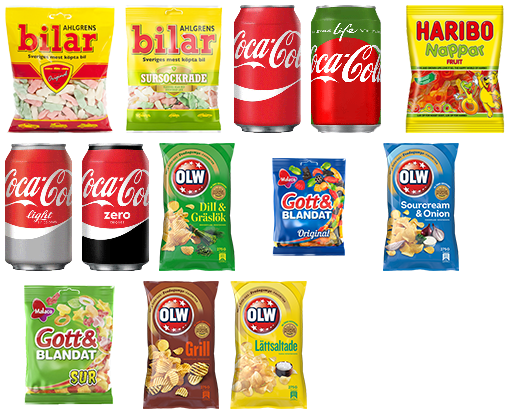 AHLGRENS
bilar
Sveriges mest köpta bil
Original
AHLGRENS
bilar
Sveriges mest köpta bil
SURSOCKRADE
Coca-Cola
Life
Coca-Cola
HARIBO
Nappar
FRUIT
Coca-Cola
light
Coca-Cola
zero
OLW
Dill &
Gräslök
Malaco
Gott&
BLANDAT
Original
OLW
Sourcream
& Onion
Malaco
Gott&
BLANDAT
SUR
OLW
Grill
OLW
Lättsaltade